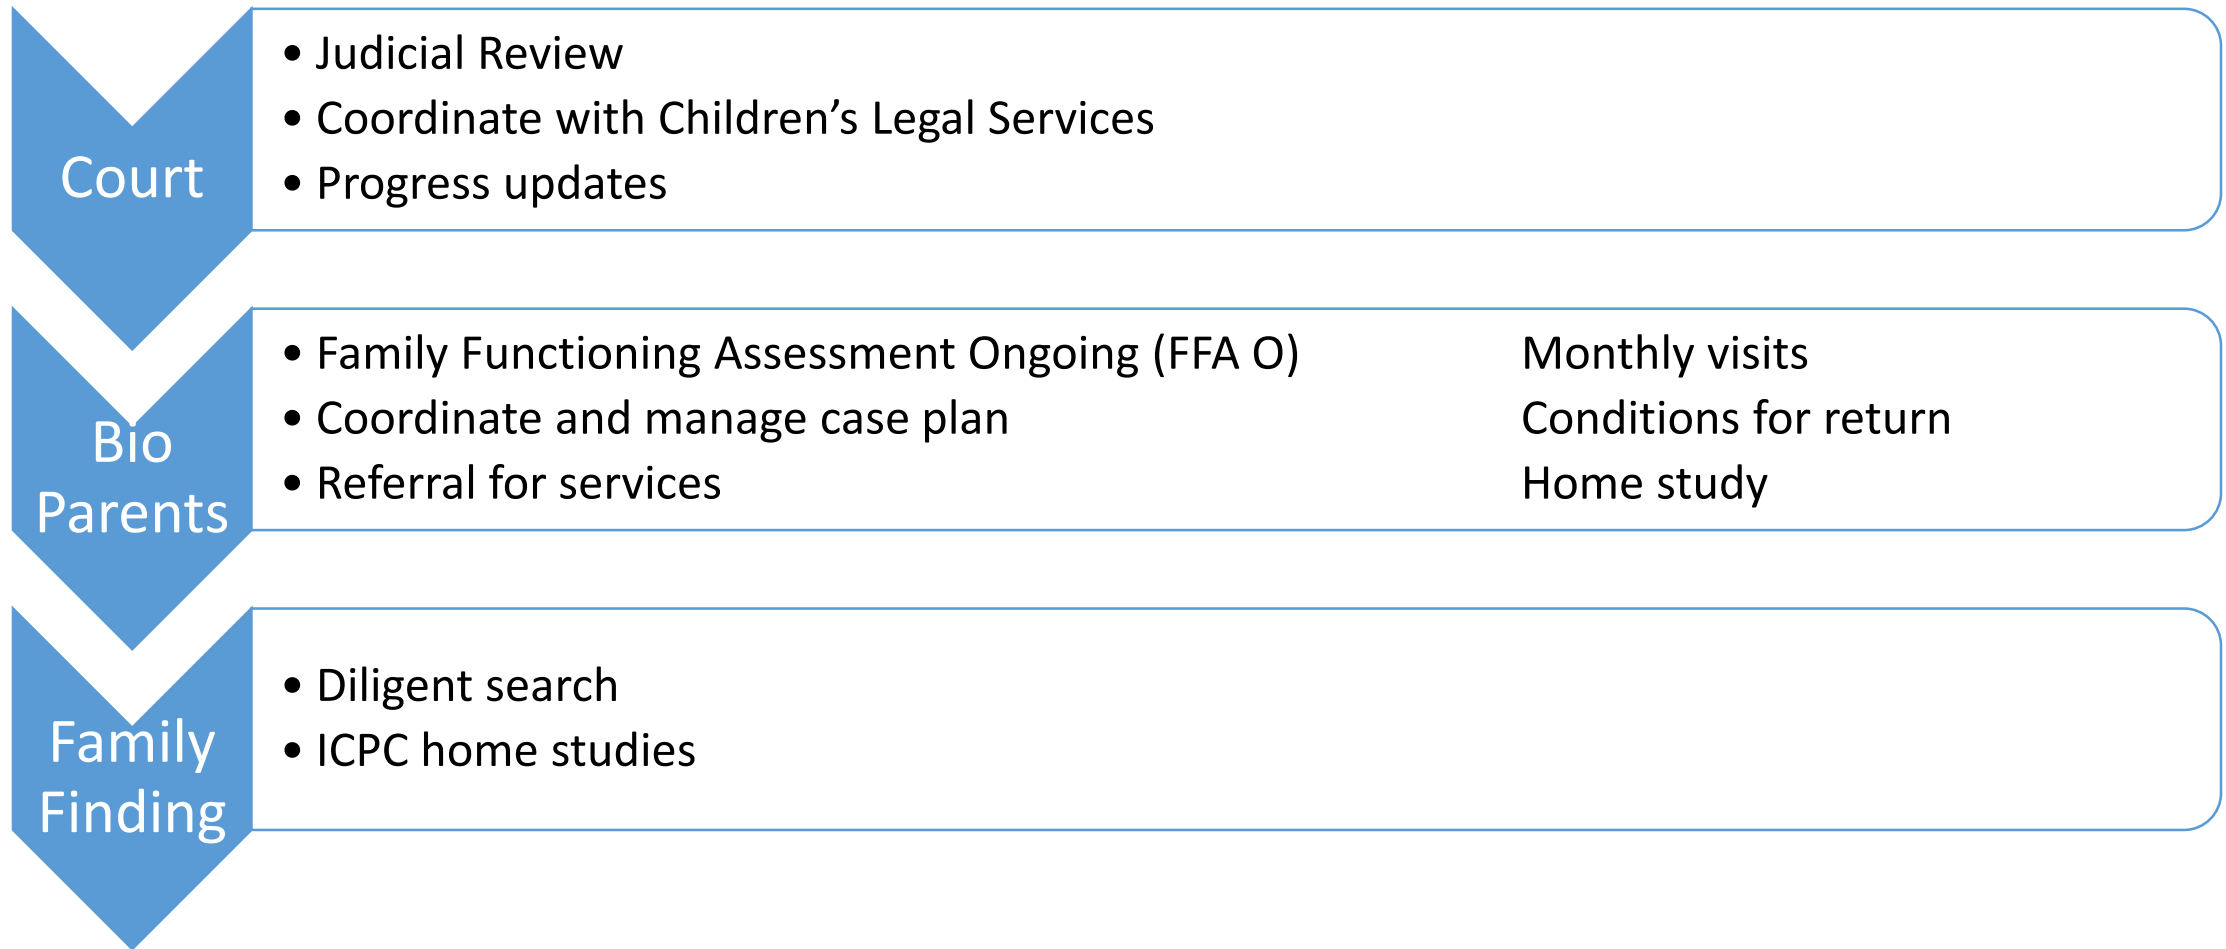 Court
• Judicial Review
• Coordinate with Children’s Legal Services
• Progress updates
Bio
Parents
• Family Functioning Assessment Ongoing (FFA O) Monthly visits
• Coordinate and manage case plan Conditions for return
• Referral for services Home study
Family
Finding
• Diligent search
• ICPC home studies